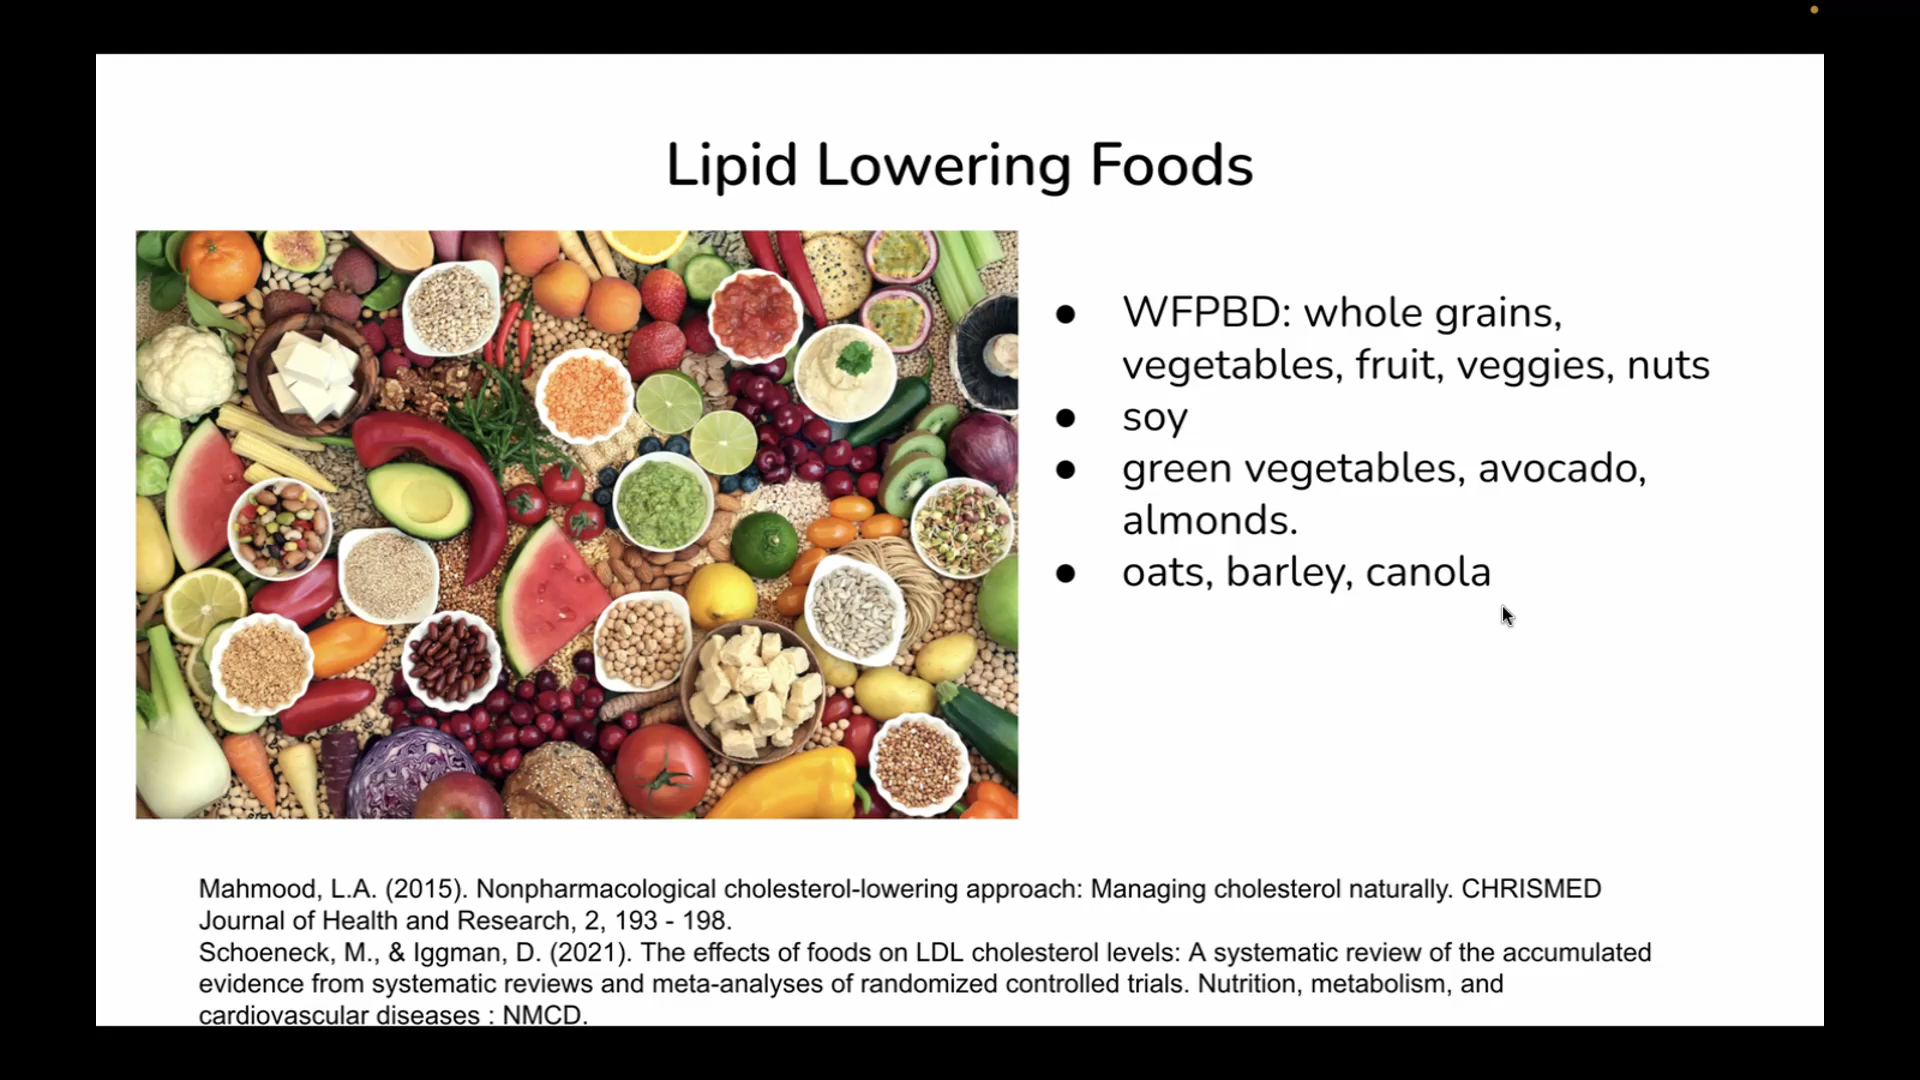 Lipid Lowering Foods
● WFPBD: whole grains,
vegetables, fruit, veggies, nuts
● soy
● green vegetables, avocado,
almonds.
● oats, barley, canola
Mahmood, L.A. (2015). Nonpharmacological cholesterol-lowering approach: Managing cholesterol naturally. CHRISMED
Journal of Health and Research, 2, 193 - 198.
Schoeneck, M., & Iggman, D. (2021). The effects of foods on LDL cholesterol levels: A systematic review of the accumulated
evidence from systematic reviews and meta-analyses of randomized controlled trials. Nutrition, metabolism, and
cardiovascular diseases : NMCD.